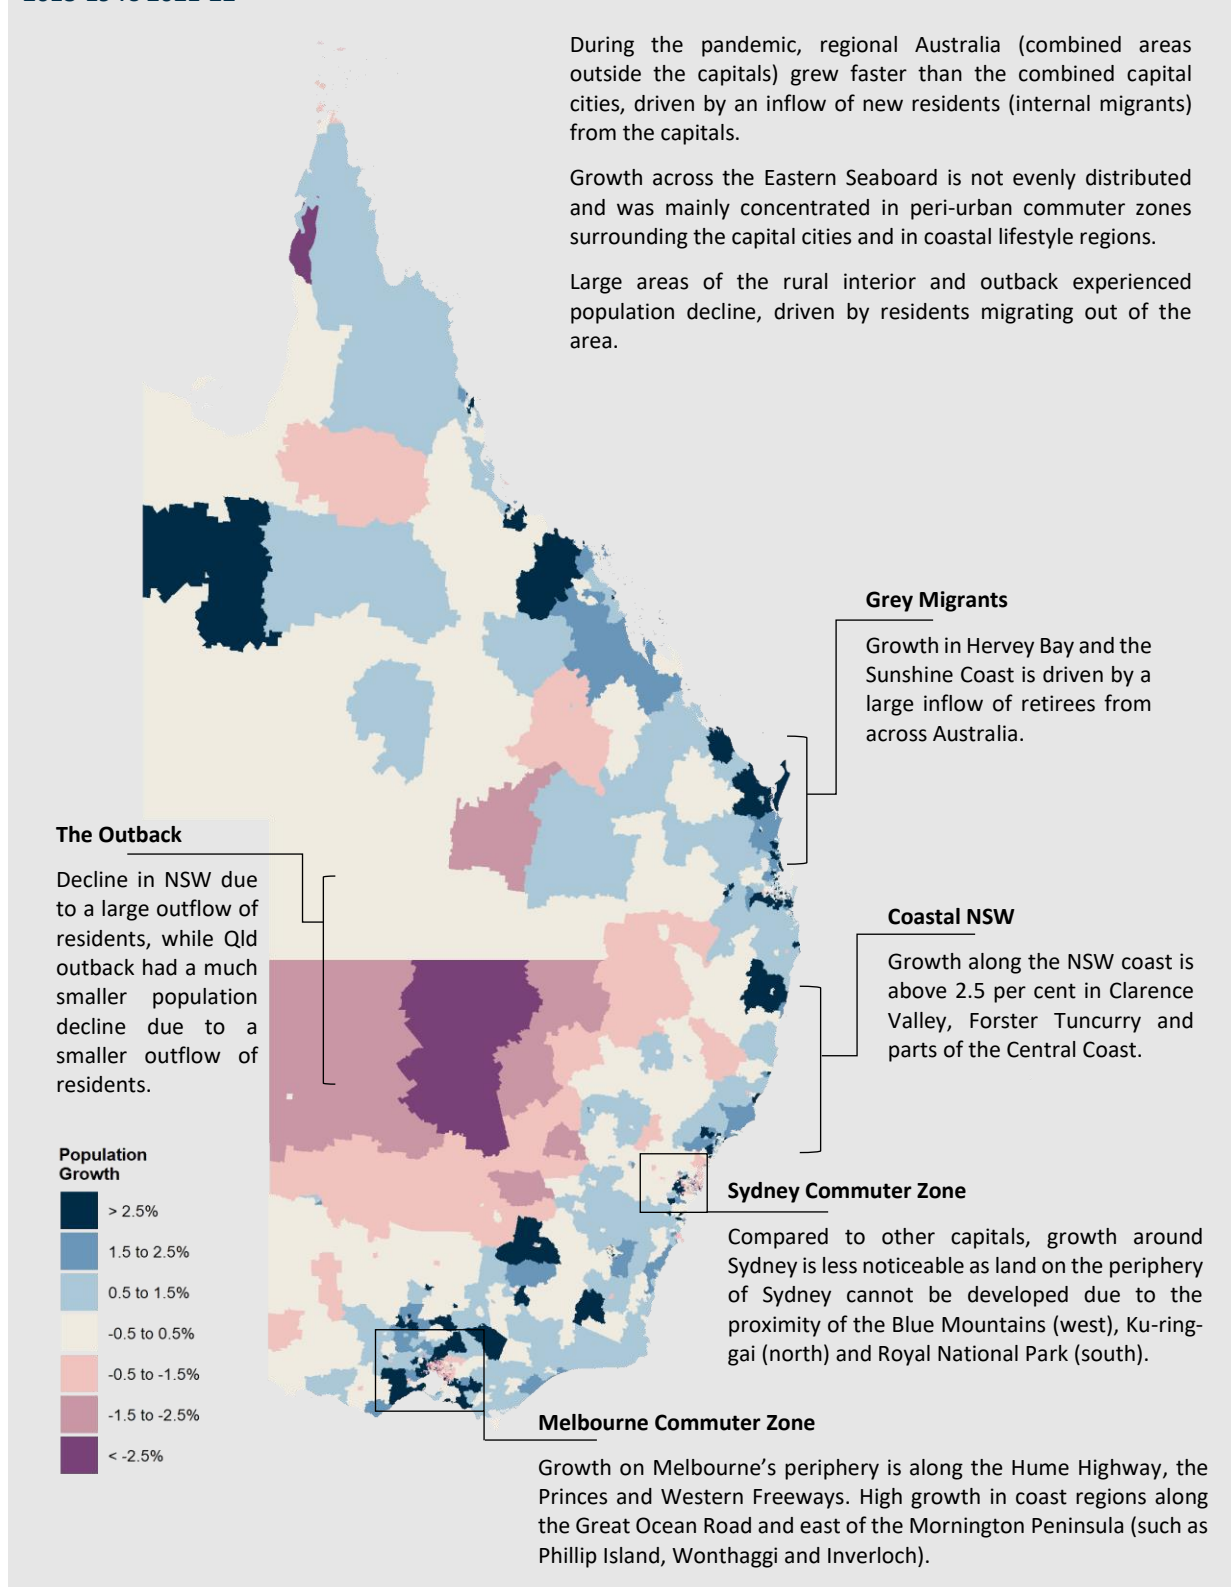 During the pandemic, regional Australia (combined areas
outside the capitals) grew faster than the combined capital
cities, driven by an inflow of new residents (internal migrants)
from the capitals.
Growth across the Eastern Seaboard is not evenly distributed
and was mainly concentrated in peri-urban commuter zones
surrounding the capital cities and in coastal lifestyle regions.
Large areas of the rural interior and outback experienced
population decline, driven by residents migrating out of the
area.
Grey Migrants
Growth in Hervey Bay and the
Sunshine Coast is driven by a
large inflow of retirees from
across Australia.
The Outback
Decline in NSW due
to a large outflow of
residents, while Qld
outback had a much
smaller population
decline due to a
smaller outflow of
residents.
Coastal NSW
Growth along the NSW coast is
above 2.5 per cent in Clarence
Valley, Forster Tuncurry and
parts of the Central Coast.
Population
Growth
> 2.5%
1.5 to 2.5%
0.5 to 1.5%
-0.5 to 0.5%
-0.5 to -1.5%
-1.5 to -2.5%
< -2.5%
Sydney Commuter Zone
Compared to other capitals, growth around
Sydney is less noticeable as land on the periphery
of Sydney cannot be developed due to the
proximity of the Blue Mountains (west), Ku-ring-
gai (north) and Royal National Park (south).
Melbourne Commuter Zone
Growth on Melbourne's periphery is along the Hume Highway, the
Princes and Western Freeways. High growth in coast regions along
the Great Ocean Road and east of the Mornington Peninsula (such as
Phillip Island, Wonthaggi and Inverloch).